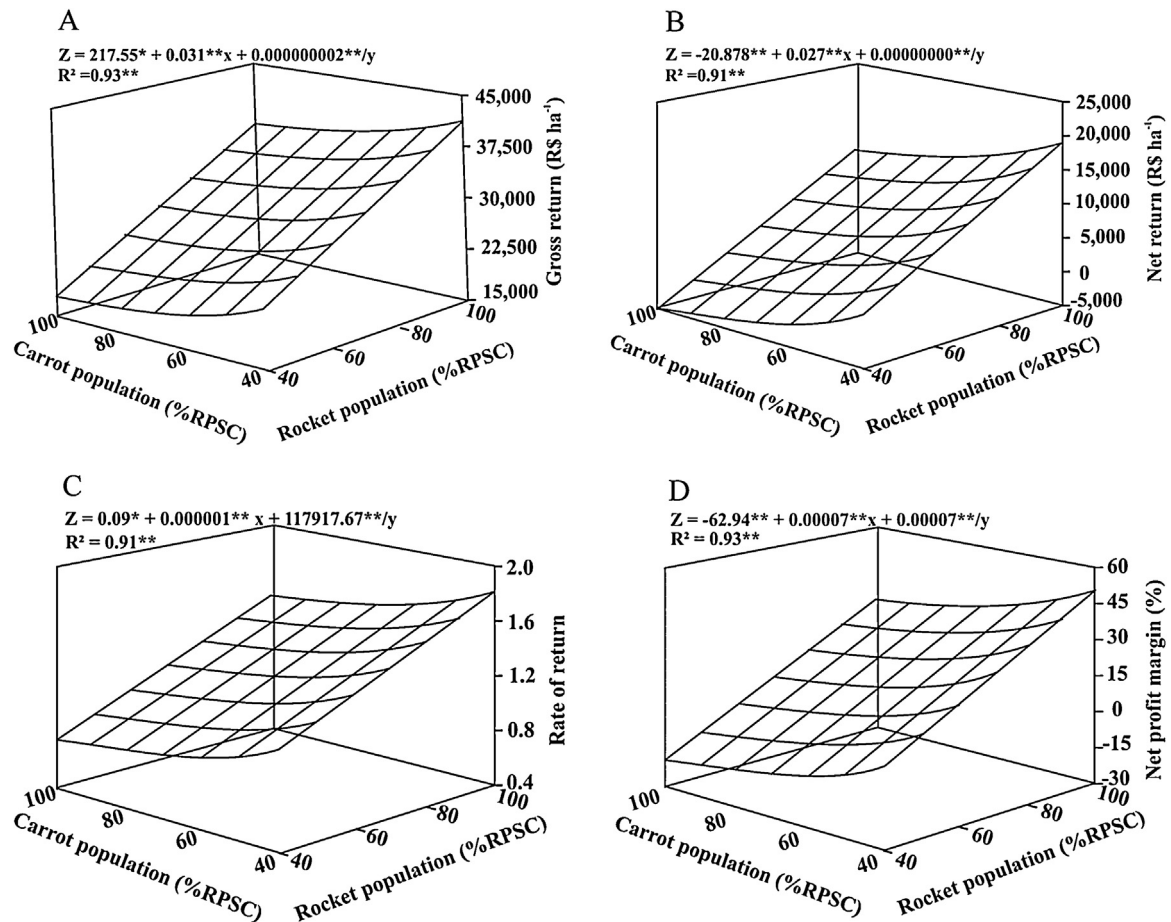 A
Z = 217.55* + 0.031**x + 0.000000002**/y
R² =0.93**
45,000
37,500
30,000
22,500
15,000
Gross return (R$ ha⁻¹)
100
80
60
40
Carrot population (%RPSC)
40
60
80
100
Rocket population (%RPSC)
B
Z = -20.878** + 0.027**x + 0.00000000**/y
R² =0.91**
25,000
20,000
15,000
10,000
5,000
0
-5,000
Net return (R$ ha⁻¹)
100
80
60
40
Carrot population (%RPSC)
40
60
80
100
Rocket population (%RPSC)
C
Z = 0.09* + 0.000001** x + 117917.67**/y
R² = 0.91**
2.0
1.6
1.2
0.8
0.4
Rate of return
100
80
60
40
Carrot population (%RPSC)
40
60
80
100
Rocket population (%RPSC)
D
Z = -62.94** + 0.00007**x + 0.00007**/y
R² = 0.93**
60
45
30
15
0
-15
-30
Net profit margin (%)
100
80
60
40
Carrot population (%RPSC)
40
60
80
100
Rocket population (%RPSC)